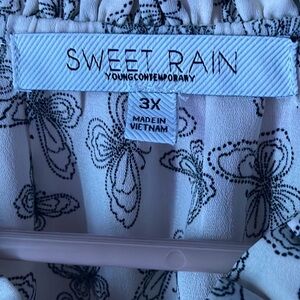 SWEET RAIN
YOUNGCONTEMPORARY
3X
MADE IN
VIETNAM